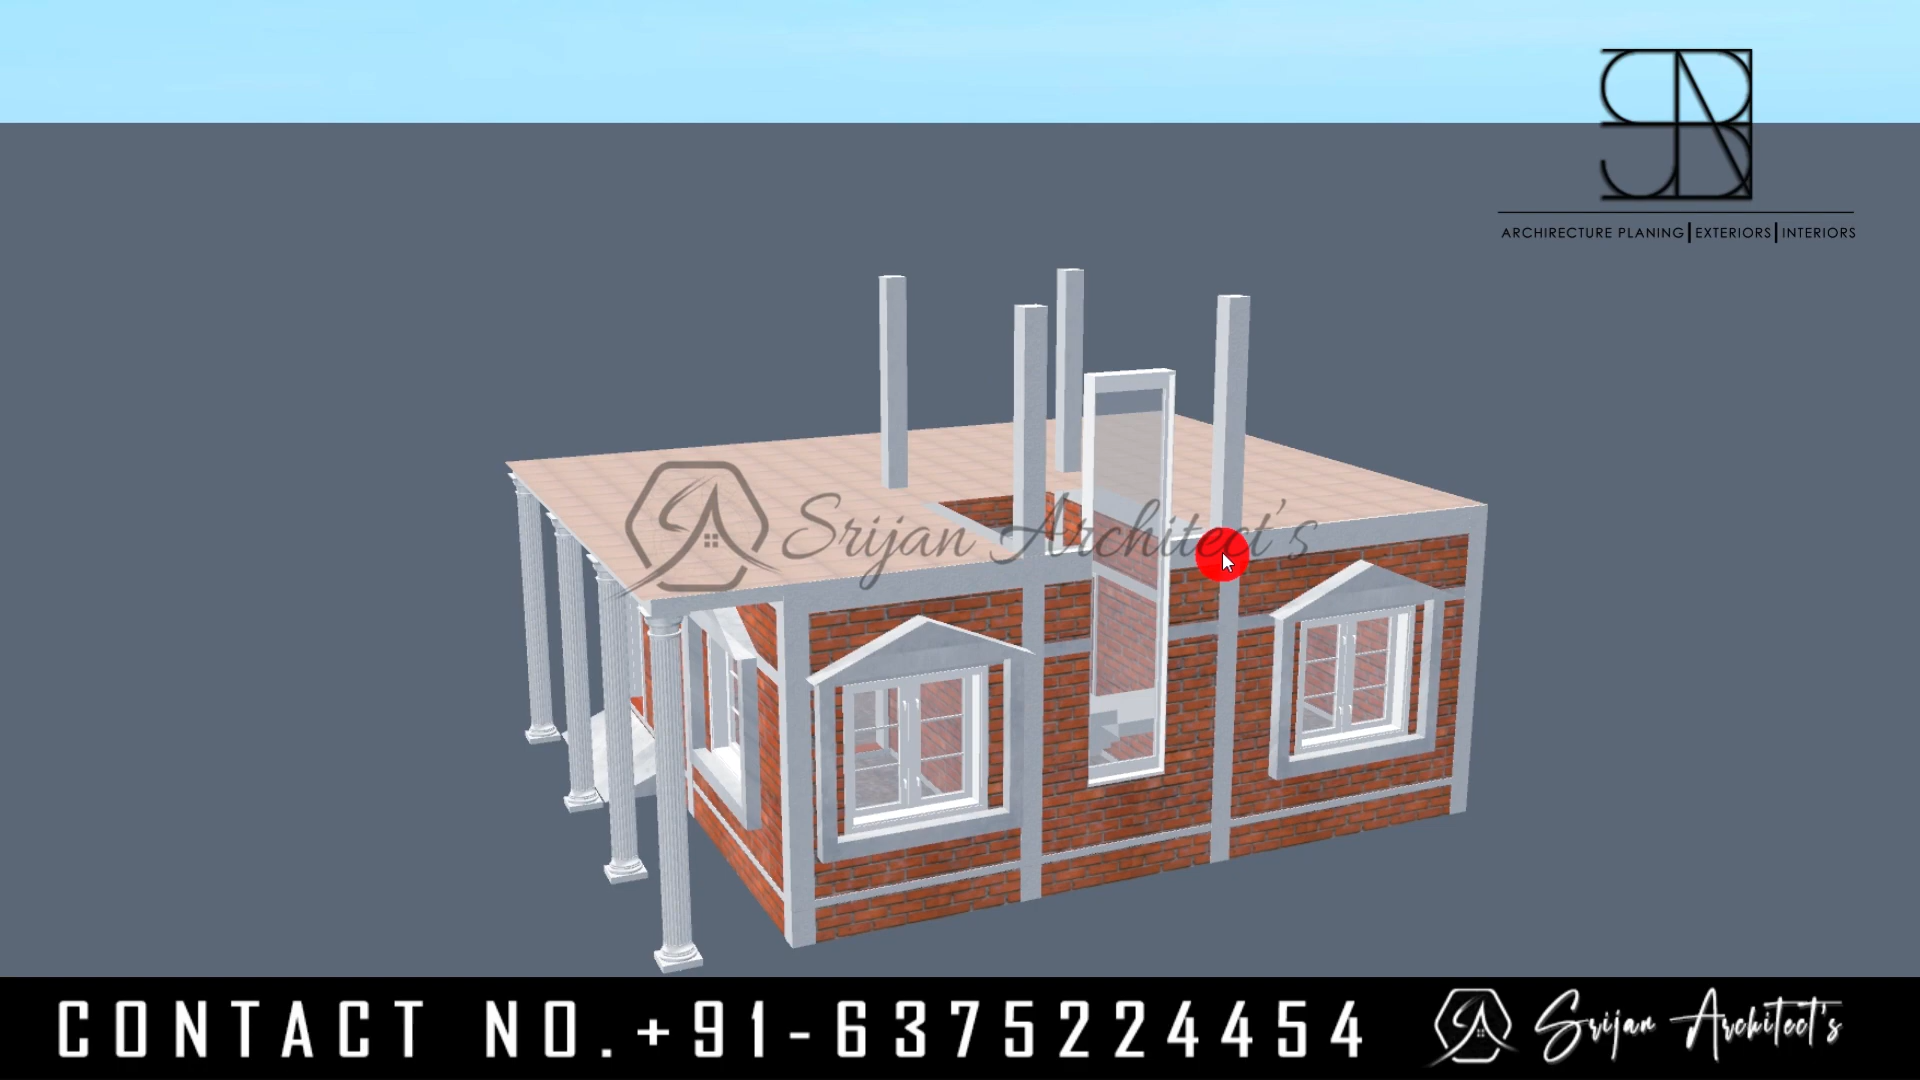 ARCHIRECTURE PLANING|EXTERIORS|INTERIORS
Srijan Architect's
CONTACT NO.+91-6375224454
Srijan Architect's